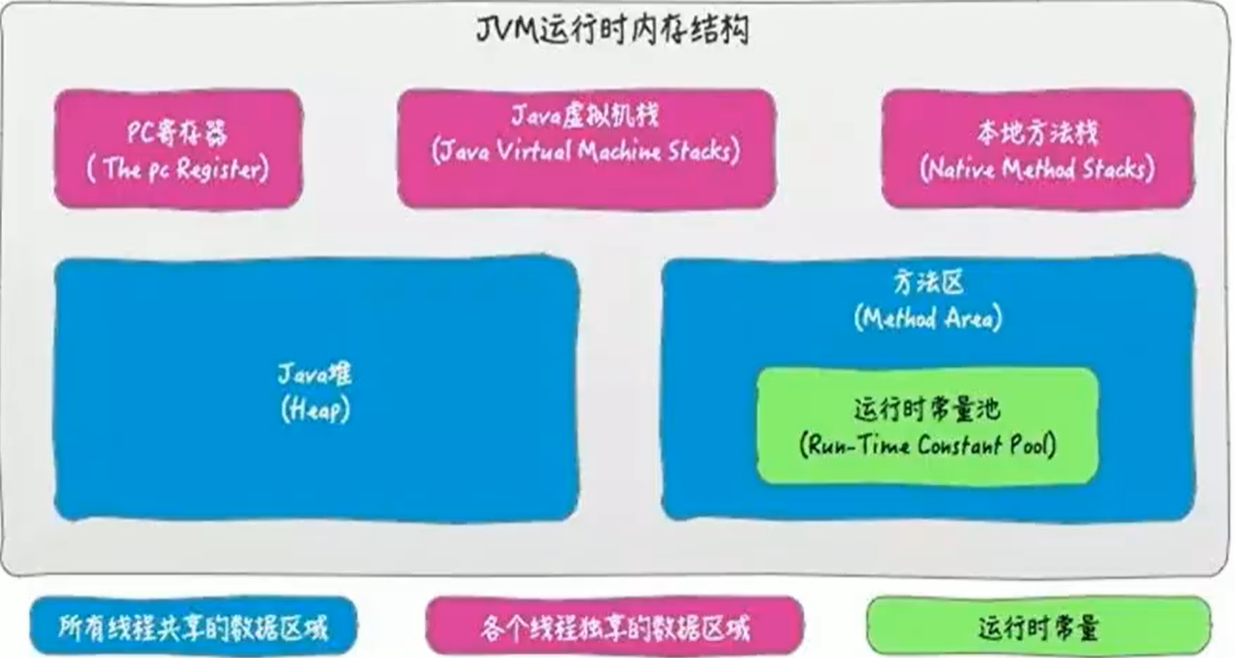 JVM运行时内存结构
PC寄存器
( The pc Register)
Java虚拟机栈
(Java Virtual Machine Stacks)
本地方法栈
(Native Method Stacks)
Java堆
(Heap)
方法区
(Method Area)
运行时常量池
(Run-Time Constant Pool)
所有线程共享的数据区域
各个线程独享的数据区域
运行时常量